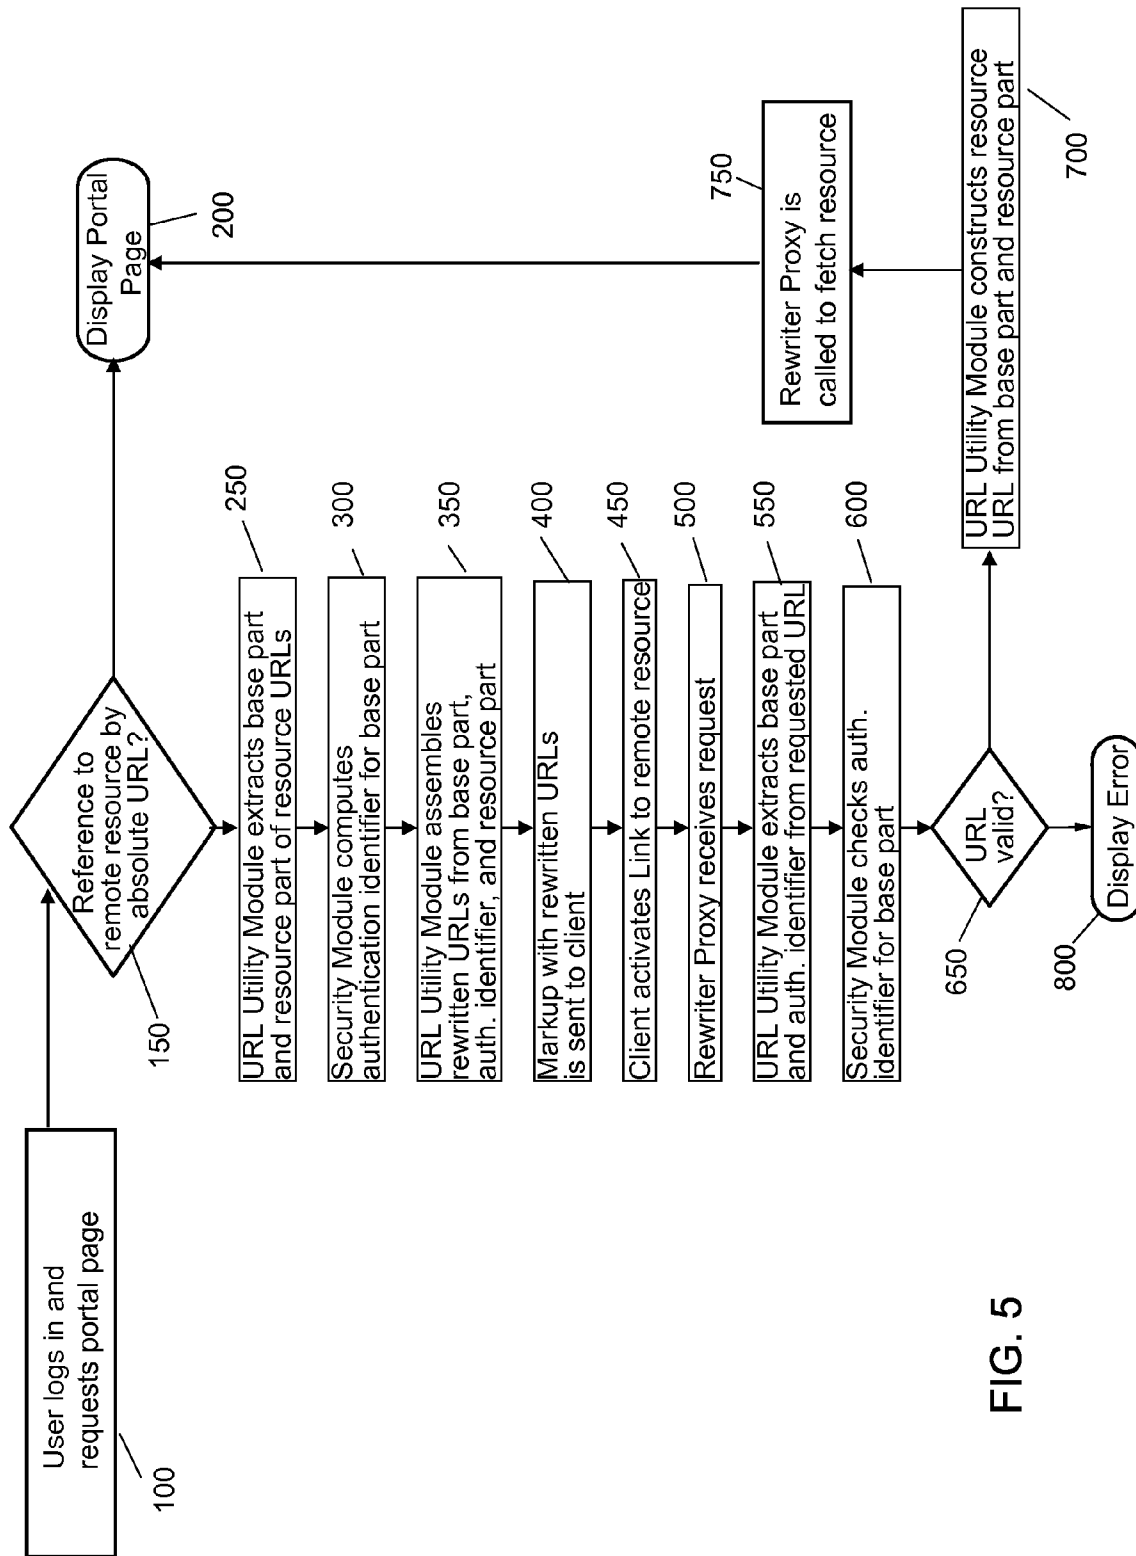 User logs in and
requests portal page
100
Reference to
remote resource by
absolute URL?
150
Display Portal
Page
200
URL Utility Module extracts base part
and resource part of resource URLs
250
Security Module computes
authentication identifier for base part
300
URL Utility Module assembles
rewritten URLs from base part,
auth. identifier, and resource part
350
Markup with rewritten URLs
is sent to client
400
Client activates Link to remote resource
450
Rewriter Proxy receives request
500
URL Utility Module extracts base part
and auth. identifier from requested URL
550
Security Module checks auth.
identifier for base part
600
URL
valid?
650
URL Utility Module constructs resource
URL from base part and resource part
700
Rewriter Proxy is
called to fetch resource
750
Display Error
800
FIG. 5